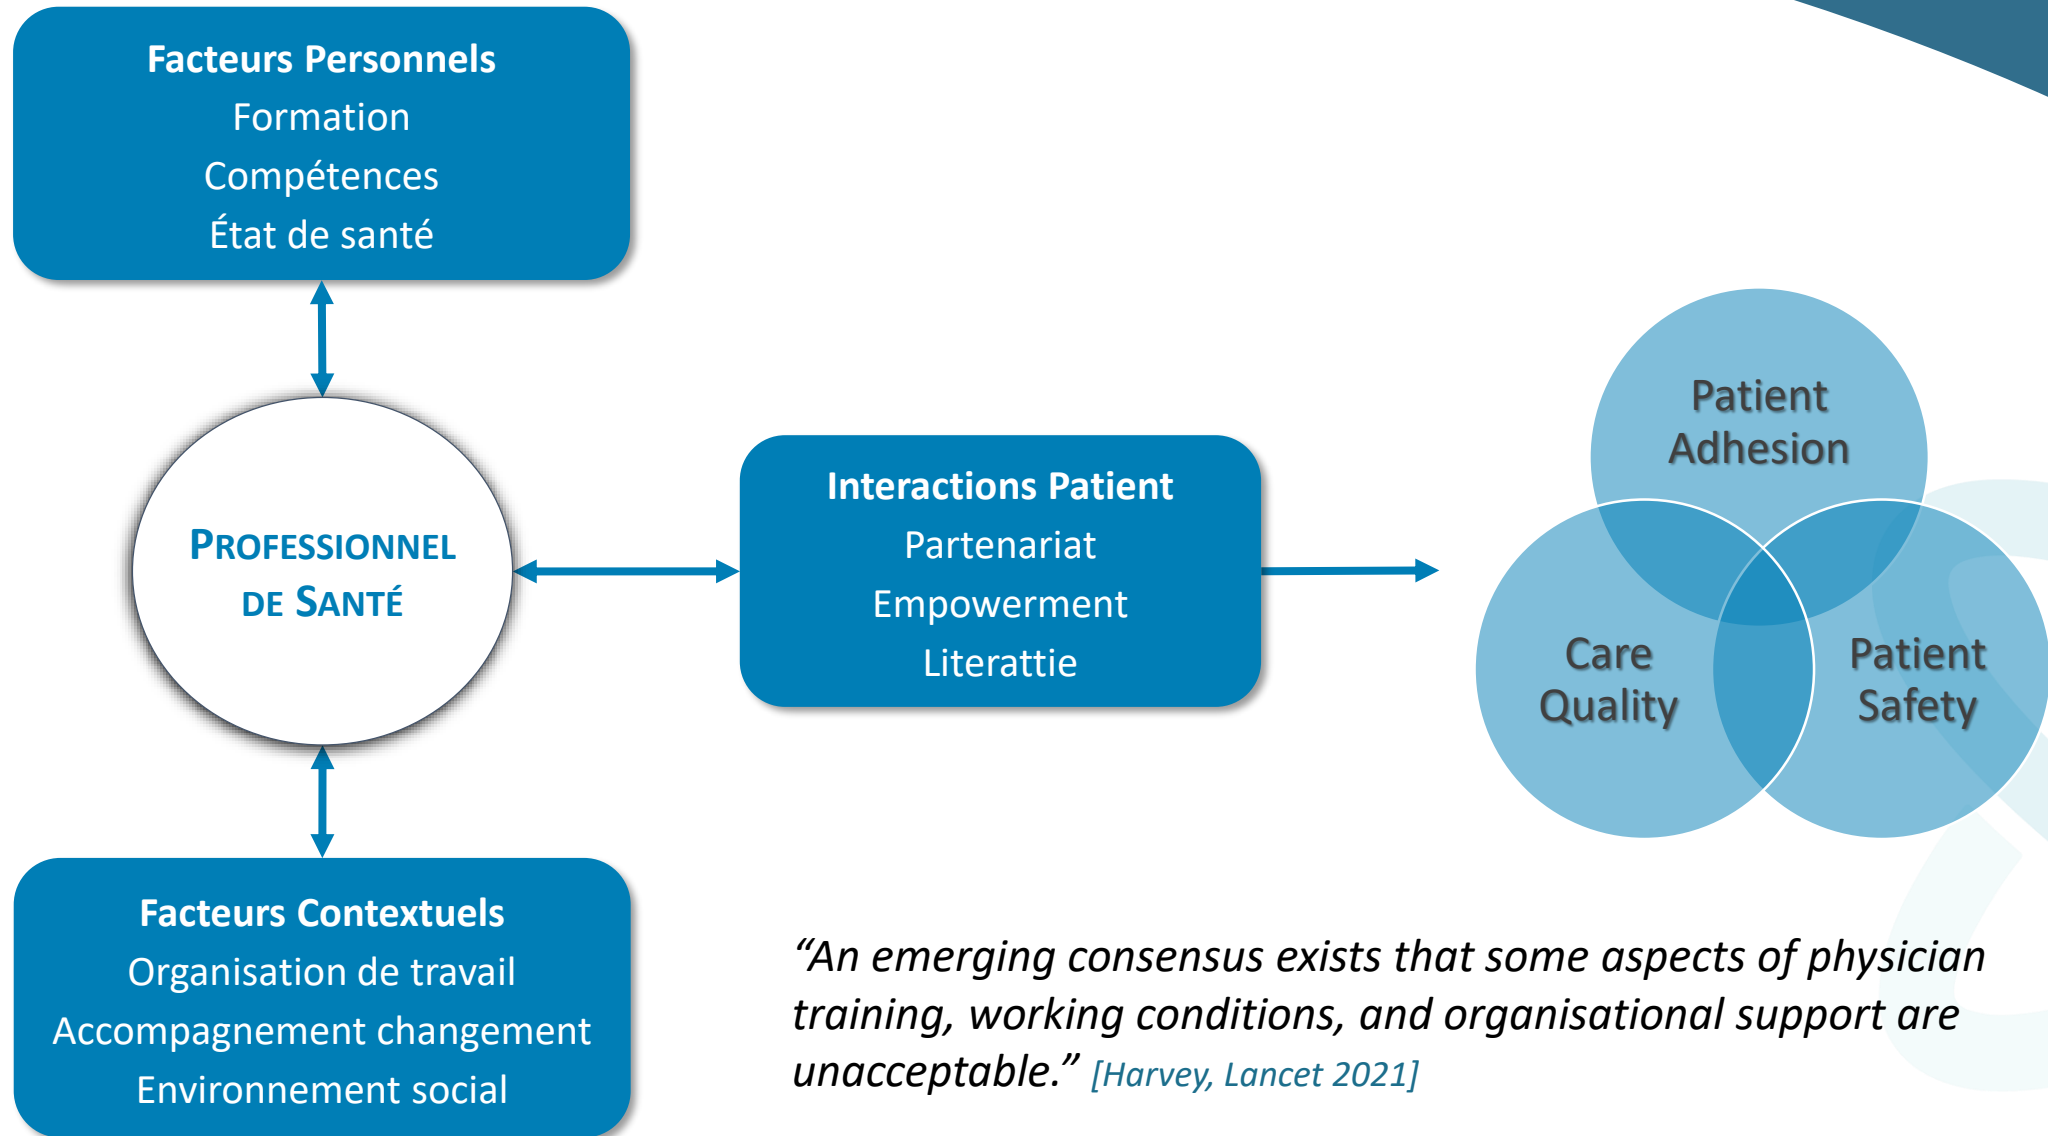 Facteurs Personnels
Formation
Compétences
État de santé
PROFESSIONNEL
DE SANTÉ
Facteurs Contextuels
Organisation de travail
Accompagnement changement
Environnement social
Interactions Patient
Partenariat
Empowerment
Literattie
Patient
Adhesion
Care
Quality
Patient
Safety
“An emerging consensus exists that some aspects of physician
training, working conditions, and organisational support are
unacceptable.” [Harvey, Lancet 2021]